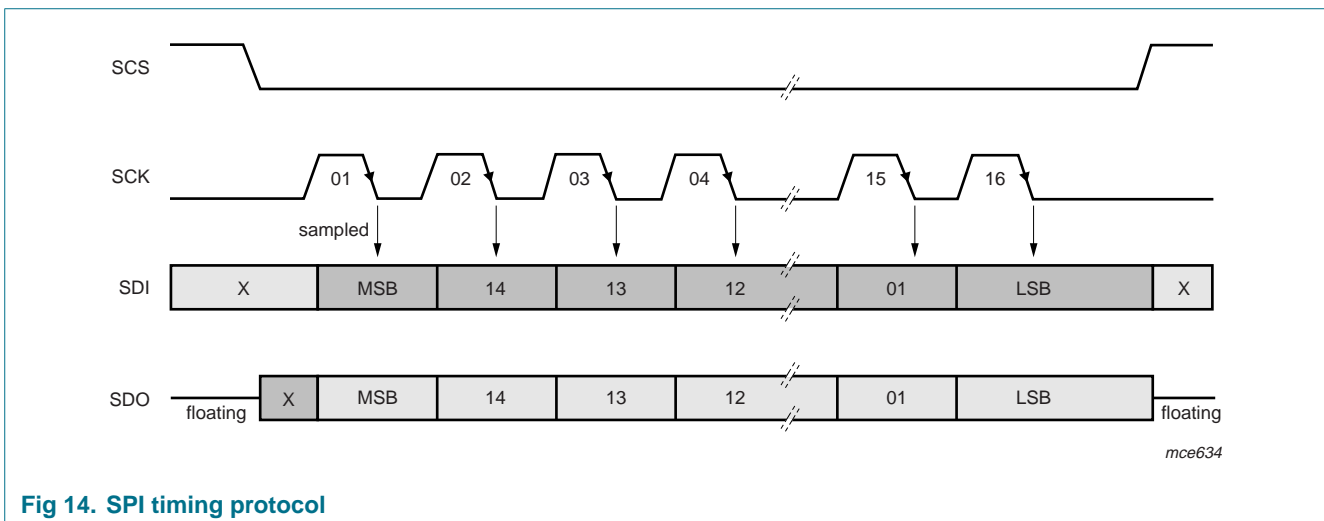 SCS
SCK
01 02 03 04 15 16
sampled
SDI
X MSB 14 13 12 01 LSB X
SDO
floating
X MSB 14 13 12 01 LSB
floating
mce634
Fig 14. SPI timing protocol